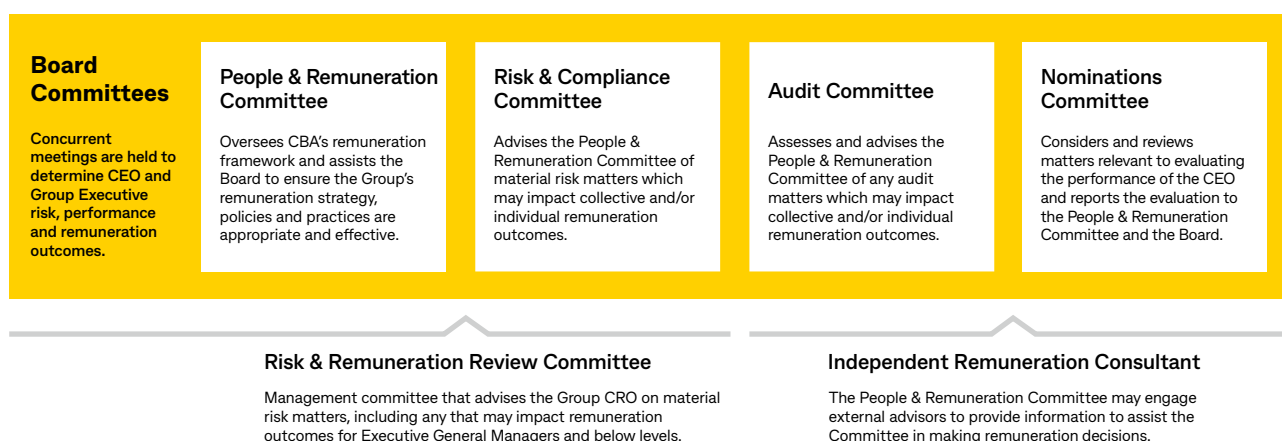 Board
Committees
Concurrent
meetings are held to
determine CEO and
Group Executive
risk, performance
and remuneration
outcomes.
People & Remuneration
Committee
Oversees CBA's remuneration
framework and assists the
Board to ensure the Group's
remuneration strategy,
policies and practices are
appropriate and effective.
Risk & Compliance
Committee
Advises the People &
Remuneration Committee of
material risk matters which
may impact collective and/or
individual remuneration
outcomes.
Audit Committee
Assesses and advises the
People & Remuneration
Committee of any audit
matters which may impact
collective and/or individual
remuneration outcomes.
Nominations
Committee
Considers and reviews
matters relevant to evaluating
the performance of the CEO
and reports the evaluation to
the People & Remuneration
Committee and the Board.
Risk & Remuneration Review Committee
Management committee that advises the Group CRO on material
risk matters, including any that may impact remuneration
outcomes for Executive General Managers and below levels.
Independent Remuneration Consultant
The People & Remuneration Committee may engage
external advisors to provide information to assist the
Committee in making remuneration decisions.